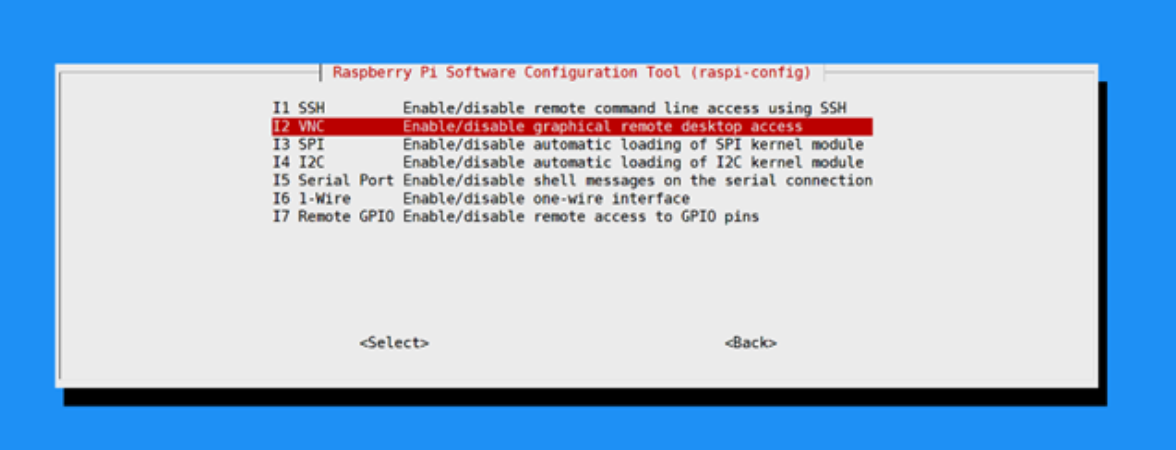 Raspberry Pi Software Configuration Tool (raspi-config)
I1 SSH Enable/disable remote command line access using SSH
I2 VNC Enable/disable graphical remote desktop access
I3 SPI Enable/disable automatic loading of SPI kernel module
I4 I2C Enable/disable automatic loading of I2C kernel module
I5 Serial Port Enable/disable shell messages on the serial connection
I6 1-Wire Enable/disable one-wire interface
I7 Remote GPIO Enable/disable remote access to GPIO pins
<Select> <Back>